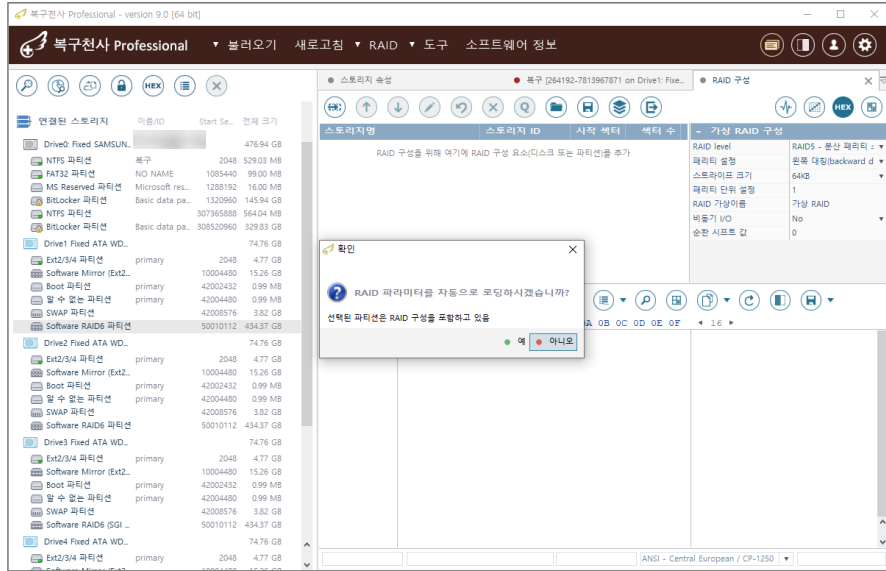 복구천사 Professional - version 9.0 [64 bit]
복구천사 Professional ▼ 불러오기 새로고침 ▼ RAID ▼ 도구 소프트웨어 정보
HEX
연결된 스토리지 이름/ID Start Se... 전체 크기
Drive0: Fixed SAMSUN... 476.94 GB
NTFS 파티션 복구 2048 529.03 MB
FAT32 파티션 NO NAME 1085440 99.00 MB
MS Reserved 파티션 Microsoft res... 1288192 16.00 MB
BitLocker 파티션 Basic data pa... 1320960 145.94 GB
NTFS 파티션 307365888 564.04 MB
BitLocker 파티션 Basic data pa... 308520960 329.83 GB
Drive1 Fixed ATA WD... 74.76 GB
Ext2/3/4 파티션 primary 2048 4.77 GB
Software Mirror (Ext2... 10004480 15.26 GB
Boot 파티션 primary 42002432 0.99 MB
알 수 없는 파티션 primary 42004480 0.99 MB
SWAP 파티션 42008576 3.82 GB
Software RAID6 파티션 50010112 434.37 GB
Drive2 Fixed ATA WD... 74.76 GB
Ext2/3/4 파티션 primary 2048 4.77 GB
Software Mirror (Ext2... 10004480 15.26 GB
Boot 파티션 primary 42002432 0.99 MB
알 수 없는 파티션 primary 42004480 0.99 MB
SWAP 파티션 42008576 3.82 GB
Software RAID6 파티션 50010112 434.37 GB
Drive3 Fixed ATA WD... 74.76 GB
Ext2/3/4 파티션 primary 2048 4.77 GB
Software Mirror (Ext2... 10004480 15.26 GB
Boot 파티션 primary 42002432 0.99 MB
알 수 없는 파티션 primary 42004480 0.99 MB
SWAP 파티션 42008576 3.82 GB
Software RAID6 (SGI ... 50010112 434.37 GB
Drive4 Fixed ATA WD... 74.76 GB
Ext2/3/4 파티션 primary 2048 4.77 GB
스토리지 속성
복구 [264192-7813967871 on Drive1: Fixe...
RAID 구성
HEX
스토리지명 스토리지 ID 시작 섹터 섹터 수
RAID 구성을 위해 여기에 RAID 구성 요소(디스크 또는 파티션)를 추가
- 가상 RAID 구성
RAID level RAID5 - 분산 패리티
패리티 설정 왼쪽 대칭(backward d
스트라이프 크기 64KB
패리티 단위 설정 1
RAID 가상이름 가상 RAID
비동기 I/O No
순환 시프트 값 0
확인
RAID 파라미터를 자동으로 로딩하시겠습니까?
선택된 파티션은 RAID 구성을 포함하고 있음
예 아니오
0A 0B 0C 0D 0E 0F ◂ 16 ▸
ANSI - Central European / CP-1250